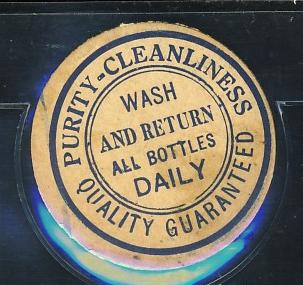 PURITY-CLEANLINESS
WASH
AND RETURN
ALL BOTTLES
DAILY
QUALITY GUARANTEED